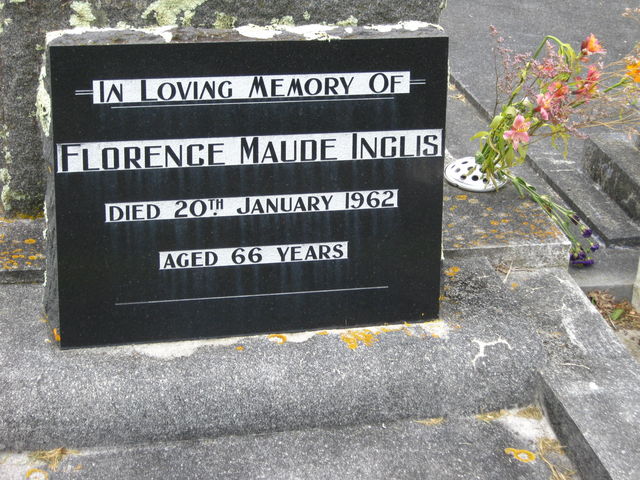 IN LOVING MEMORY OF
FLORENCE MAUDE INGLIS
DIED 20TH JANUARY 1962
AGED 66 YEARS